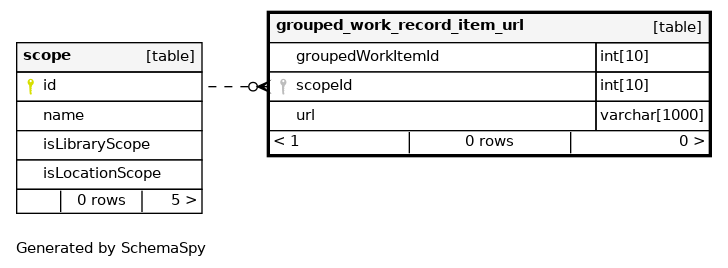 scope [table]
id
name
isLibraryScope
isLocationScope
0 rows 5 >
grouped_work_record_item_url [table]
groupedWorkItemId int[10]
scopeId int[10]
url varchar[1000]
< 1 0 rows 0 >
Generated by SchemaSpy